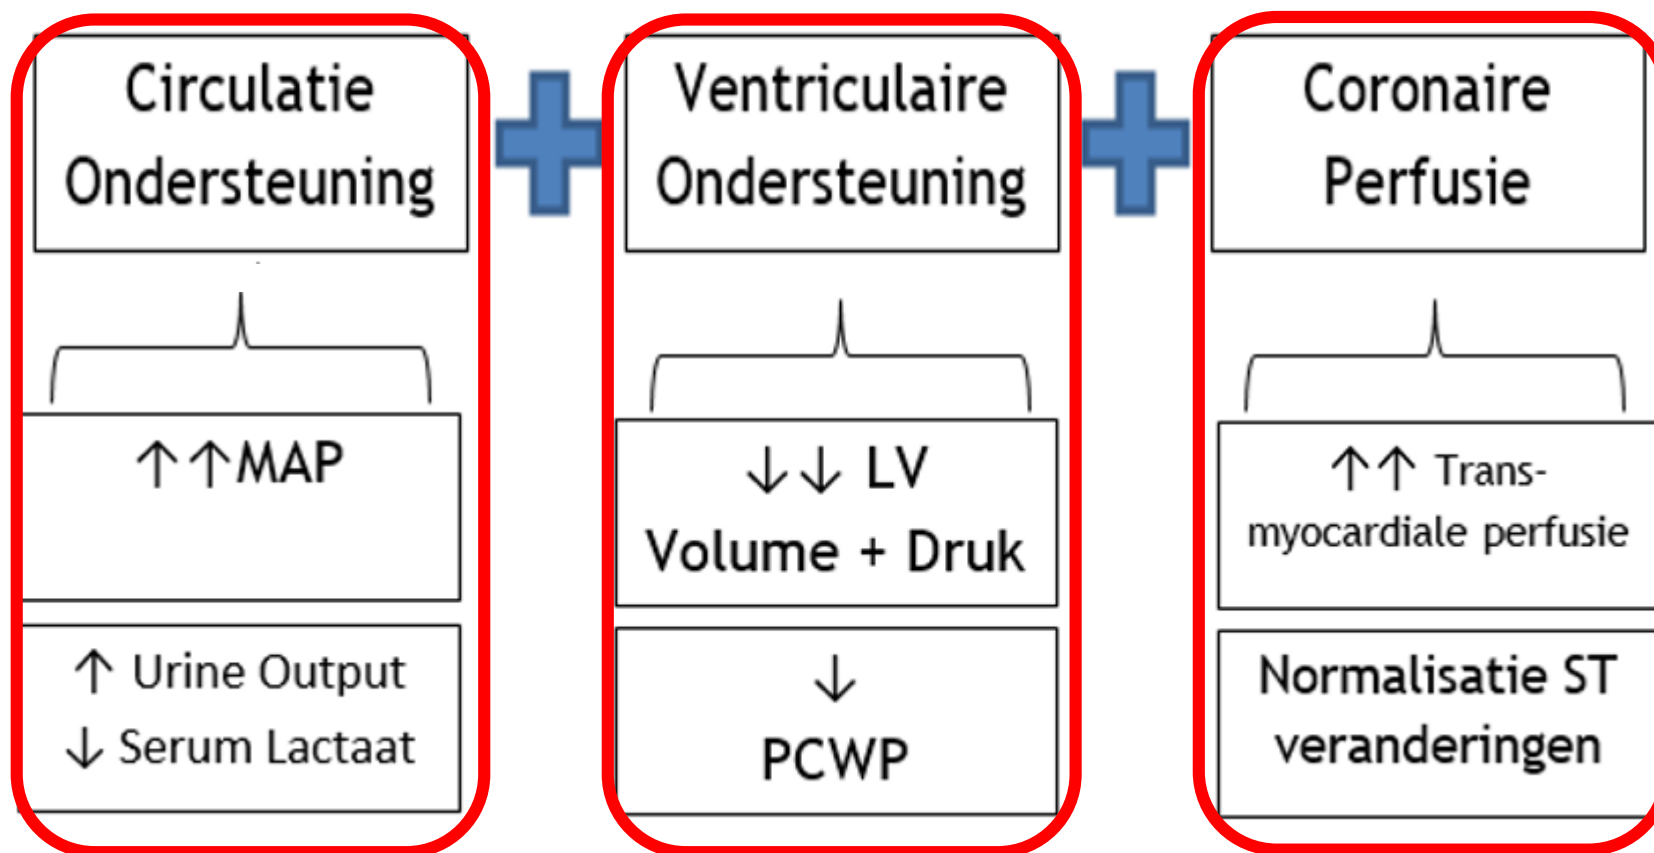 Circulatie
Ondersteuning
↑↑MAP
↑ Urine Output
↓ Serum Lactaat
Ventriculaire
Ondersteuning
↓↓ LV
Volume + Druk
↓
PCWP
Coronaire
Perfusie
↑↑ Trans-
myocardiale perfusie
Normalisatie ST
veranderingen